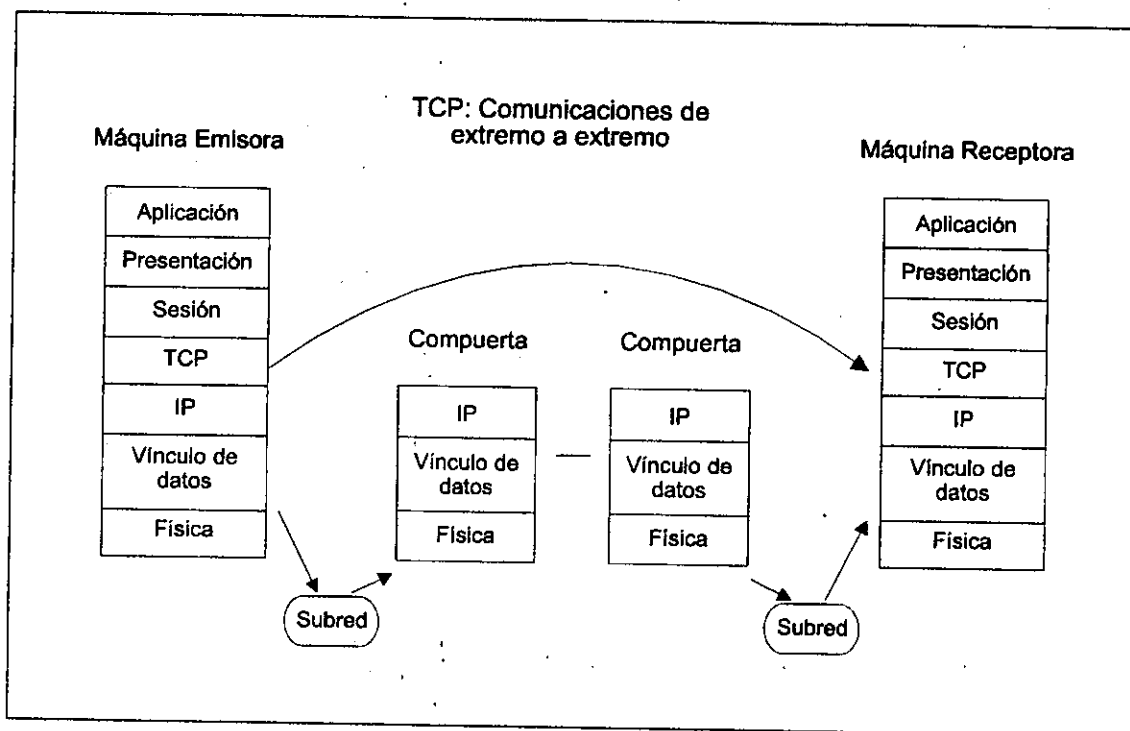 TCP: Comunicaciones de
extremo a extremo
Máquina Emisora
Aplicación
Presentación
Sesión
TCP
IP
Vínculo de
datos
Física
Subred
Compuerta
IP
Vínculo de
datos
Física
Compuerta
IP
Vínculo de
datos
Física
Subred
Máquina Receptora
Aplicación
Presentación
Sesión
TCP
IP
Vínculo de
datos
Física